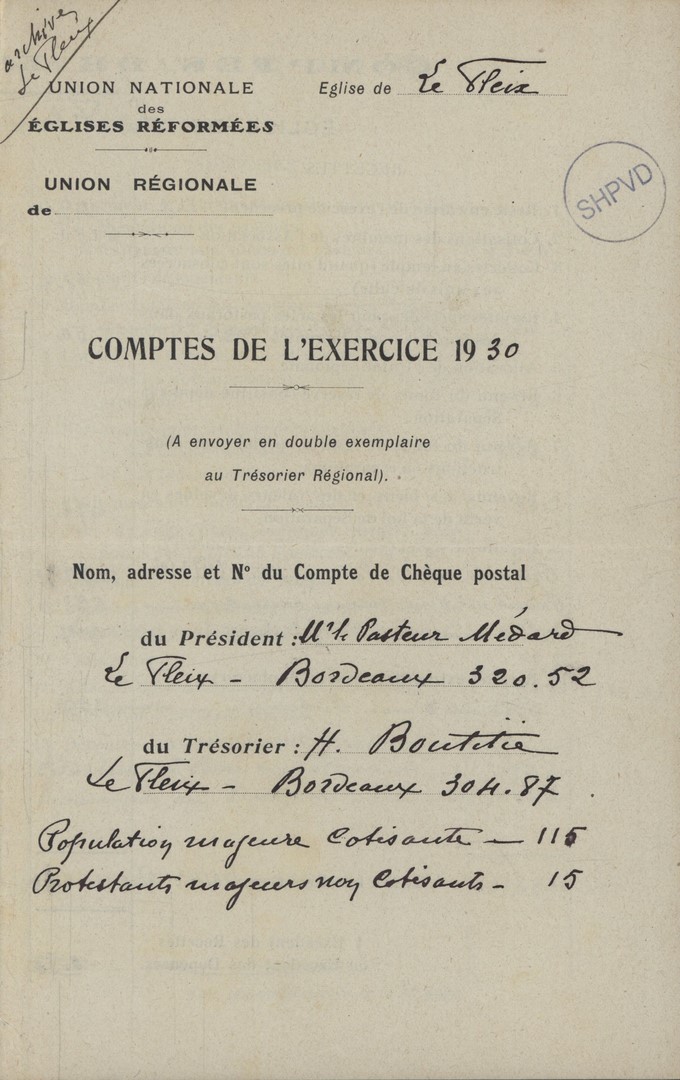 archives
Le Fleix
UNION NATIONALE
des
ÉGLISES RÉFORMÉES
UNION RÉGIONALE
de
Eglise de Le Fleix
SHPVD
COMPTES DE L'EXERCICE 1930
(A envoyer en double exemplaire
au Trésorier Régional).
Nom, adresse et N° du Compte de Chèque postal
du Président : Mr le Pasteur Médard
Le Fleix - Bordeaux 320.52
du Trésorier : H.
Le Fleix - Bordeaux 304.87
Population majeure cotisante - 115
Protestants majeurs non cotisants - 15